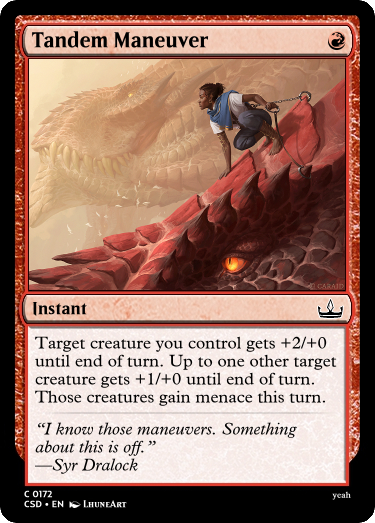 Tandem Maneuver
© CARAIO
Instant
Target creature you control gets +2/+0
until end of turn. Up to one other target
creature gets +1/+0 until end of turn.
Those creatures gain menace this turn.
“I know those maneuvers. Something
about this is off.”
—Syr Dralock
C 0172
yeah
CSD • EN LhuneArt